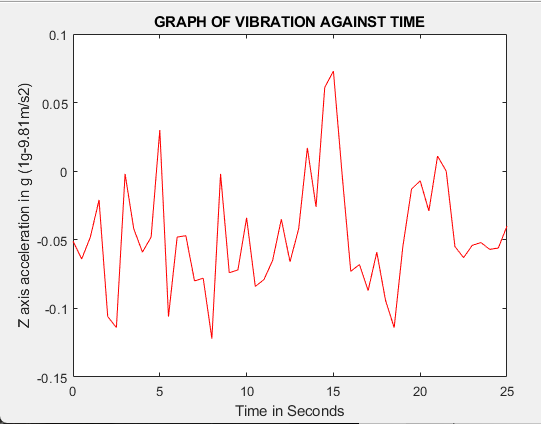 GRAPH OF VIBRATION AGAINST TIME
Z axis acceleration in g (1g-9.81m/s2)
0.1
0.05
0
-0.05
-0.1
-0.15
0 5 10 15 20 25
Time in Seconds